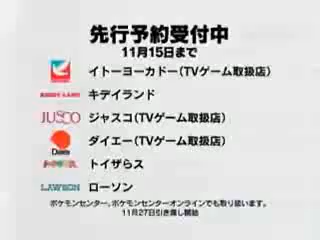 先行予約受付中
11月15日まで
イトーヨーカドー(TVゲーム取扱店)
KIDDY LAND キデイランド
JUSCO ジャスコ(TVゲーム取扱店)
Daiei ダイエー(TVゲーム取扱店)
トイザらス
LAWSON ローソン
ポケモンセンター、ポケモンセンターオンラインでも取り扱います。
11月27日引き渡し開始